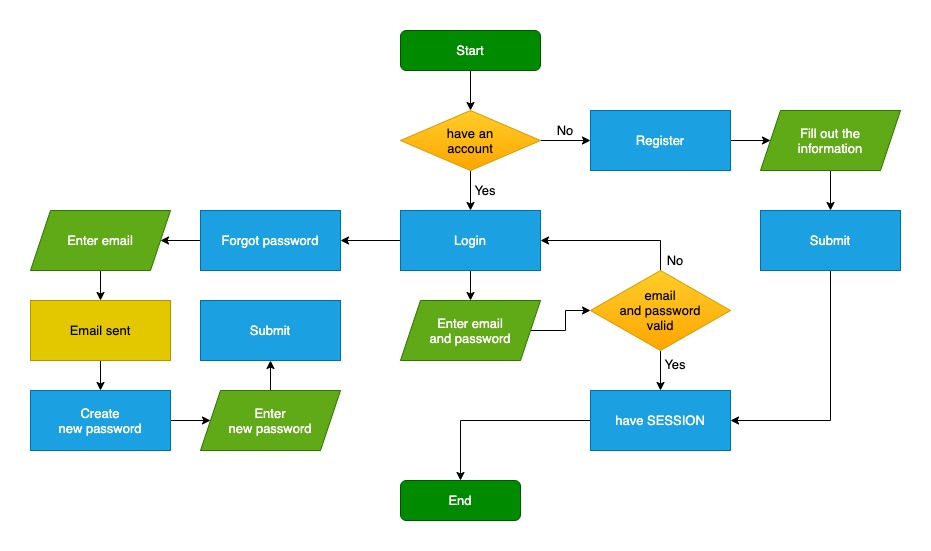 Start
have an
account
No
Register
Fill out the
information
Yes
Enter email
Forgot password
Login
Submit
No
Email sent
Submit
Enter email
and password
email
and password
valid
Yes
Create
new password
Enter
new password
have SESSION
End